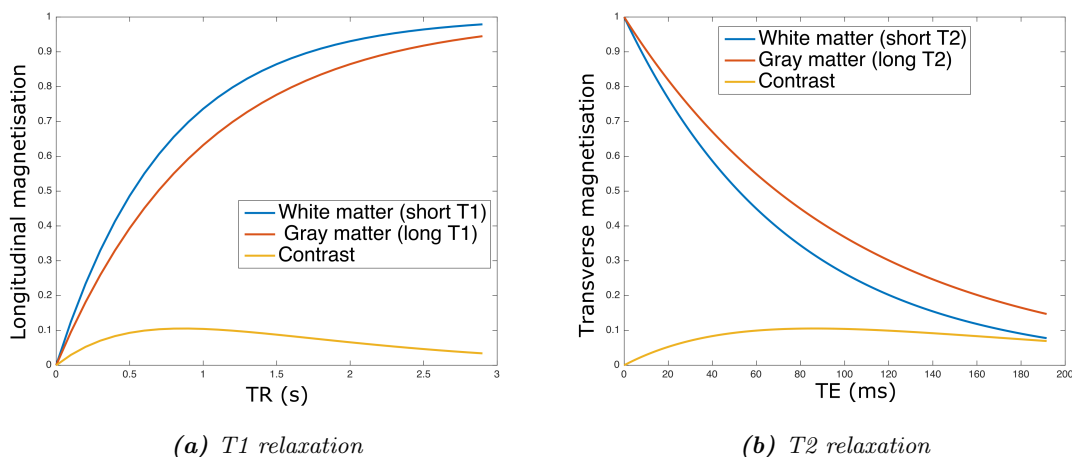 1
0.9
0.8
0.7
0.6
0.5
0.4
0.3
0.2
0.1
0
Longitudinal magnetisation
White matter (short T1)
Gray matter (long T1)
Contrast
0 0.5 1 1.5 2 2.5 3
TR (s)
(a) T1 relaxation
1
0.9
0.8
0.7
0.6
0.5
0.4
0.3
0.2
0.1
0
Transverse magnetisation
White matter (short T2)
Gray matter (long T2)
Contrast
0 20 40 60 80 100 120 140 160 180 200
TE (ms)
(b) T2 relaxation